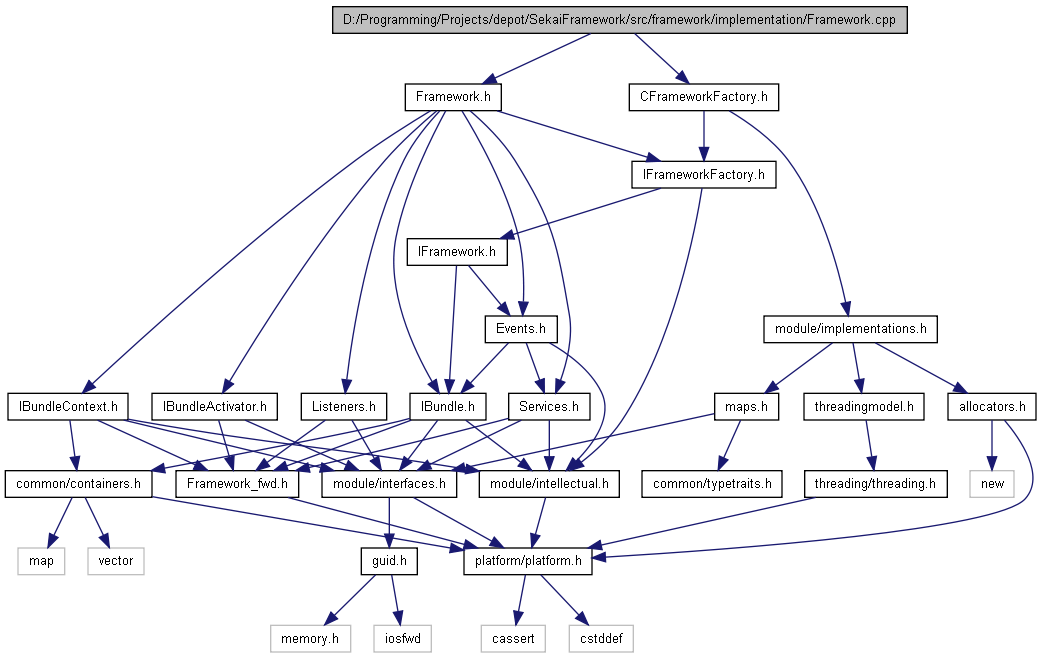 D:/Programming/Projects/depot/SekaiFramework/src/framework/implementation/Framework.cpp
Framework.h
CFrameworkFactory.h
IFrameworkFactory.h
IFramework.h
Events.h
module/implementations.h
IBundleContext.h
IBundleActivator.h
Listeners.h
IBundle.h
Services.h
maps.h
threadingmodel.h
allocators.h
common/containers.h
Framework_fwd.h
module/interfaces.h
module/intellectual.h
common/typetraits.h
threading/threading.h
new
map
vector
guid.h
platform/platform.h
memory.h
iosfwd
cassert
cstddef